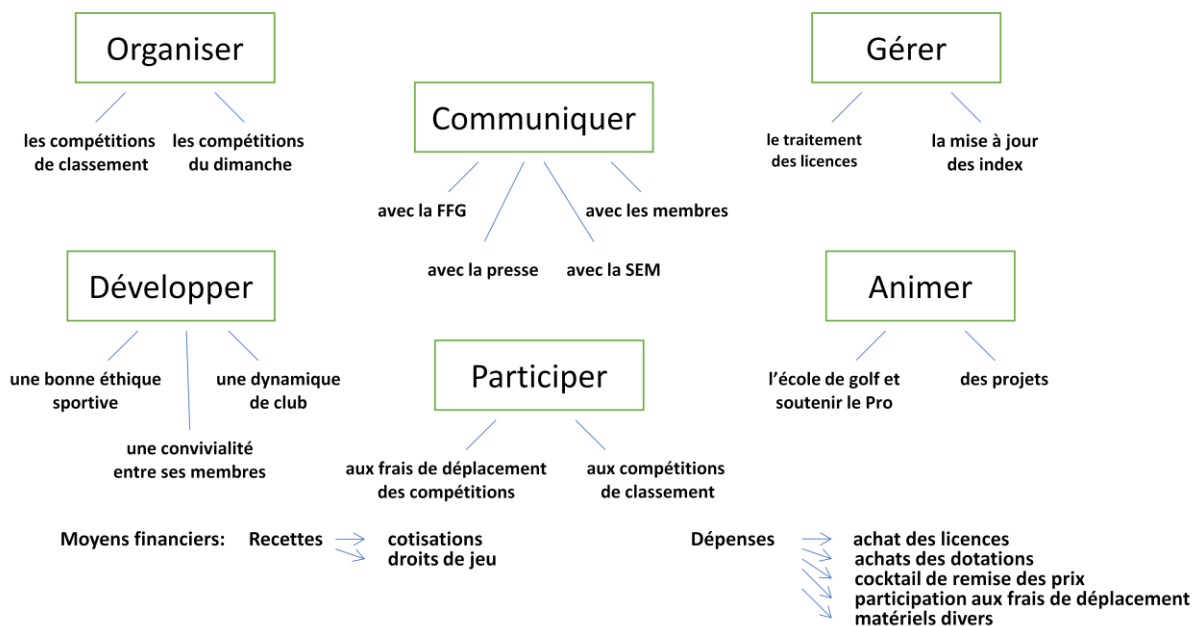 Organiser
les compétitions
de classement
les compétitions
du dimanche
Communiquer
avec la FFG
avec la presse
avec la SEM
avec les membres
Gérer
le traitement
des licences
la mise à jour
des index
Développer
une bonne éthique
sportive
une convivialité
entre ses membres
une dynamique
de club
Participer
aux frais de déplacement
des compétitions
aux compétitions
de classement
Animer
l'école de golf et
soutenir le Pro
des projets
Moyens financiers: Recettes
cotisations
droits de jeu
Dépenses
achat des licences
achats des dotations
cocktail de remise des prix
participation aux frais de déplacement
matériels divers